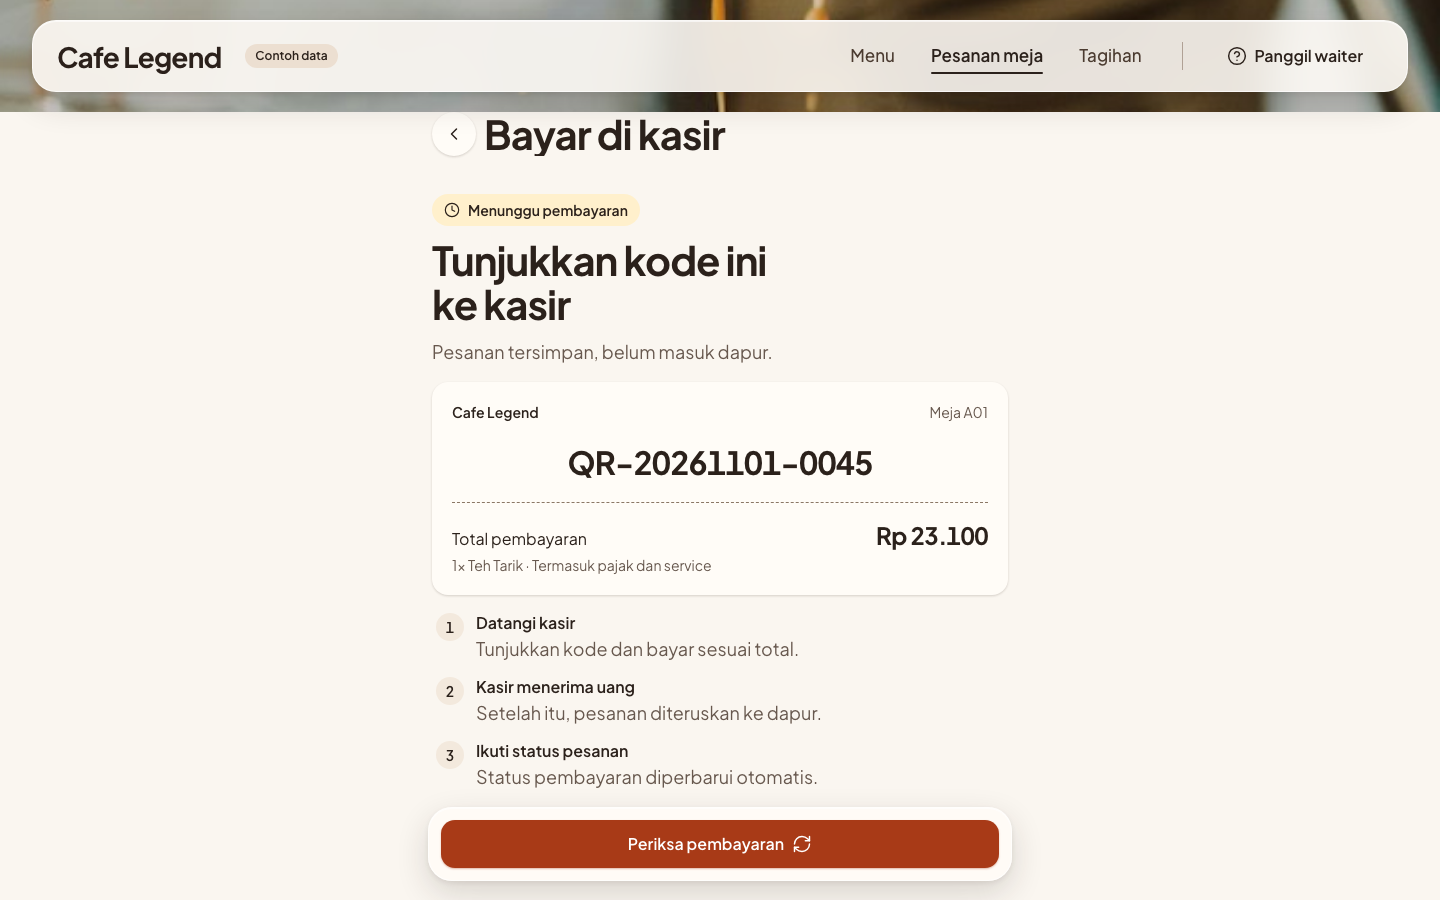 Cafe Legend
Contoh data
Menu
Pesanan meja
Tagihan
Panggil waiter
Bayar di kasir
Menunggu pembayaran
Tunjukkan kode ini
ke kasir
Pesanan tersimpan, belum masuk dapur.
Cafe Legend
Meja A01
QR-20261101-0045
Total pembayaran
Rp 23.100
1× Teh Tarik · Termasuk pajak dan service
1
Datangi kasir
Tunjukkan kode dan bayar sesuai total.
2
Kasir menerima uang
Setelah itu, pesanan diteruskan ke dapur.
3
Ikuti status pesanan
Status pembayaran diperbarui otomatis.
Periksa pembayaran